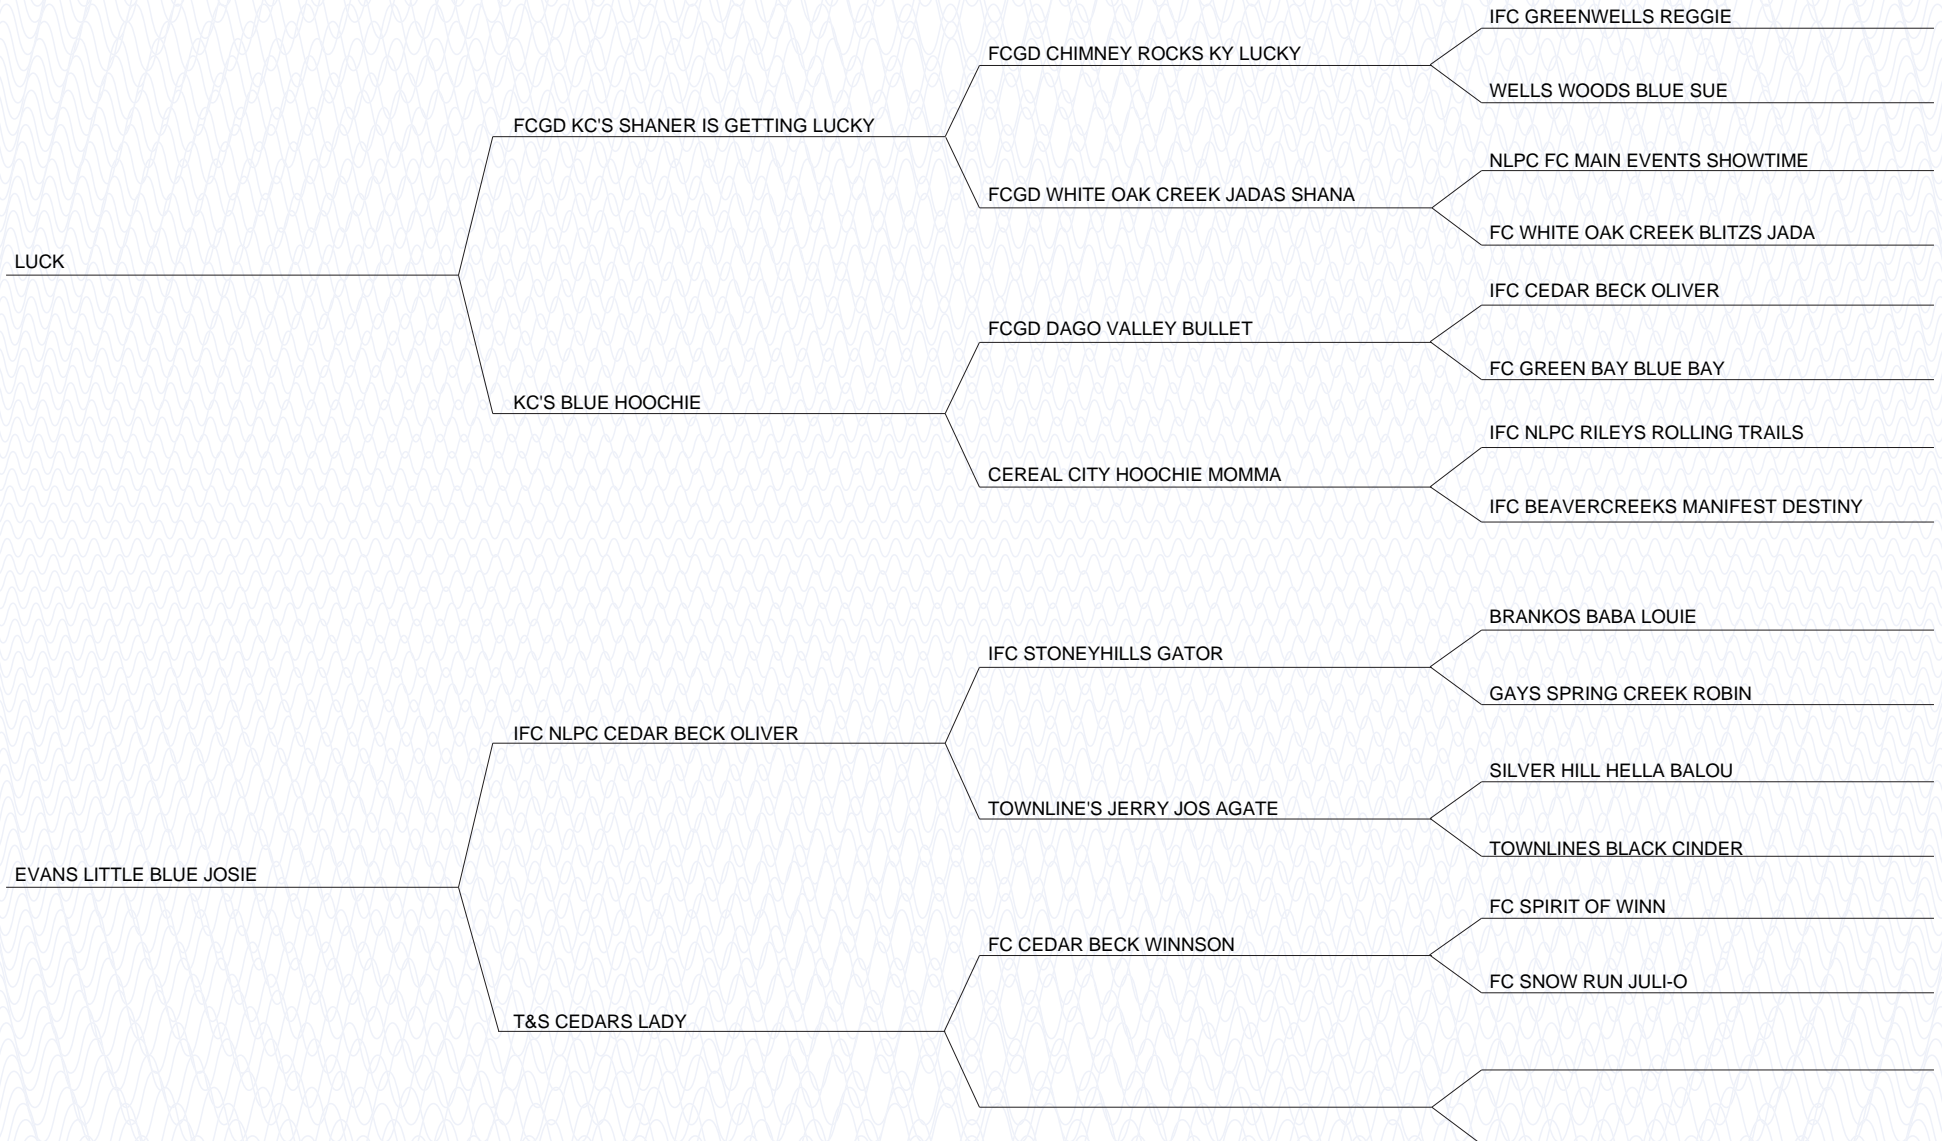 IFC GREENWELLS REGGIE
FCGD CHIMNEY ROCKS KY LUCKY
WELLS WOODS BLUE SUE
FCGD KC'S SHANER IS GETTING LUCKY
NLPC FC MAIN EVENTS SHOWTIME
FCGD WHITE OAK CREEK JADAS SHANA
FC WHITE OAK CREEK BLITZS JADA
LUCK
IFC CEDAR BECK OLIVER
FCGD DAGO VALLEY BULLET
FC GREEN BAY BLUE BAY
KC'S BLUE HOOCHIE
IFC NLPC RILEYS ROLLING TRAILS
CEREAL CITY HOOCHIE MOMMA
IFC BEAVERCREEKS MANIFEST DESTINY
BRANKOS BABA LOUIE
IFC STONEYHILLS GATOR
GAYS SPRING CREEK ROBIN
IFC NLPC CEDAR BECK OLIVER
SILVER HILL HELLA BALOU
TOWNLINE'S JERRY JOS AGATE
TOWNLINES BLACK CINDER
EVANS LITTLE BLUE JOSIE
FC SPIRIT OF WINN
FC CEDAR BECK WINNSON
FC SNOW RUN JULI-O
T&S CEDARS LADY